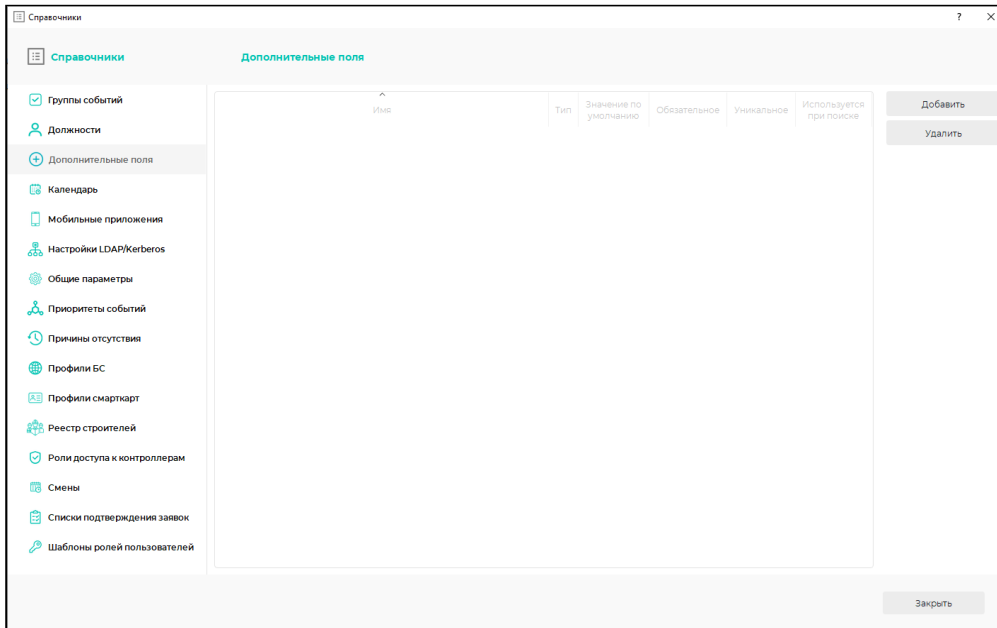 Справочники
?
Справочники
Дополнительные поля
Группы событий
Должности
Дополнительные поля
Календарь
Мобильные приложения
Настройки LDAP/Kerberos
Общие параметры
Приоритеты событий
Причины отсутствия
Профили БС
Профили смарткарт
Реестр строителей
Роли доступа к контроллерам
Смены
Списки подтверждения заявок
Шаблоны ролей пользователей
Имя
Тип
Значение по
умолчанию
Обязательное
Уникальное
Используется
при поиске
Добавить
Удалить
Закрыть